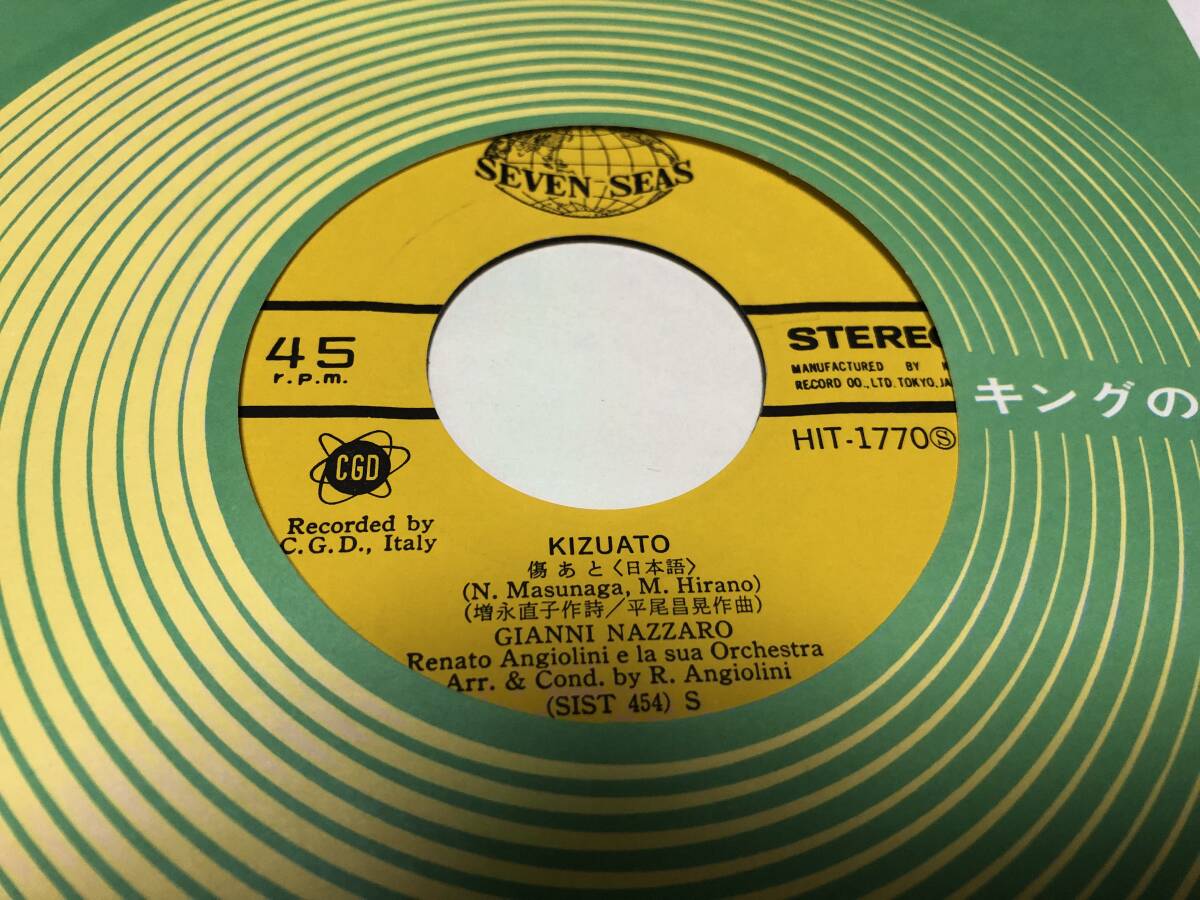 SEVEN SEAS
45
r.p.m.
STEREO
MANUFACTURED BY
RECORD CO., LTD. TOKYO, JA
キングの
HIT-1770Ⓢ
CGD
Recorded by
C.G.D., Italy
KIZUATO
傷あと〈日本語〉
(N. Masunaga, M. Hirano)
(増永直子作詩/平尾昌晃作曲)
GIANNI NAZZARO
Renato Angiolini e la sua Orchestra
Arr. & Cond. by R. Angiolini
(SIST 454) S